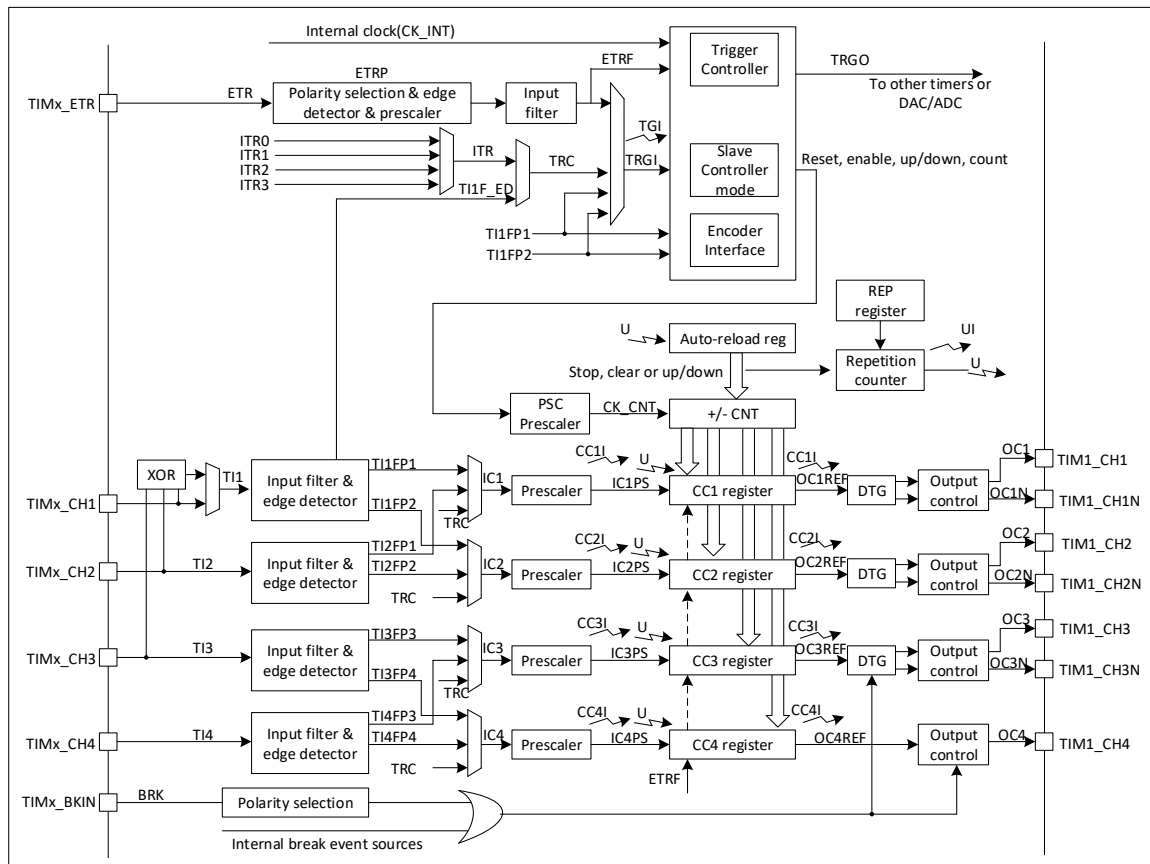 Internal clock(CK_INT)
Trigger
Controller
TRGO
To other timers or
DAC/ADC
ETRF
ETRP
TIMx_ETR
ETR
Polarity selection & edge
detector & prescaler
Input
filter
TGI
ITR0
ITR1
ITR2
ITR3
ITR
TRC
TRGI
TI1F_ED
Slave
Controller
mode
Reset, enable, up/down, count
TI1FP1
TI1FP2
Encoder
Interface
REP
register
U
Auto-reload reg
UI
Repetition
counter
U
Stop, clear or up/down
PSC
Prescaler
CK_CNT
+/- CNT
XOR
TI1
TIMx_CH1
Input filter &
edge detector
TI1FP1
TI1FP2
TRC
IC1
Prescaler
CC1I
U
IC1PS
CC1 register
CC1I
OC1REF
DTG
Output
control
OC1
OC1N
TIM1_CH1
TIM1_CH1N
TIMx_CH2
TI2
Input filter &
edge detector
TI2FP1
TI2FP2
TRC
IC2
Prescaler
CC2I
U
IC2PS
CC2 register
CC2I
OC2REF
DTG
Output
control
OC2
OC2N
TIM1_CH2
TIM1_CH2N
TIMx_CH3
TI3
Input filter &
edge detector
TI3FP3
TI3FP4
TRC
IC3
Prescaler
CC3I
U
IC3PS
CC3 register
CC3I
OC3REF
DTG
Output
control
OC3
OC3N
TIM1_CH3
TIM1_CH3N
TIMx_CH4
TI4
Input filter &
edge detector
TI4FP3
TI4FP4
TRC
IC4
Prescaler
CC4I
U
IC4PS
CC4 register
CC4I
OC4REF
Output
control
OC4
TIM1_CH4
ETRF
TIMx_BKIN
BRK
Polarity selection
Internal break event sources